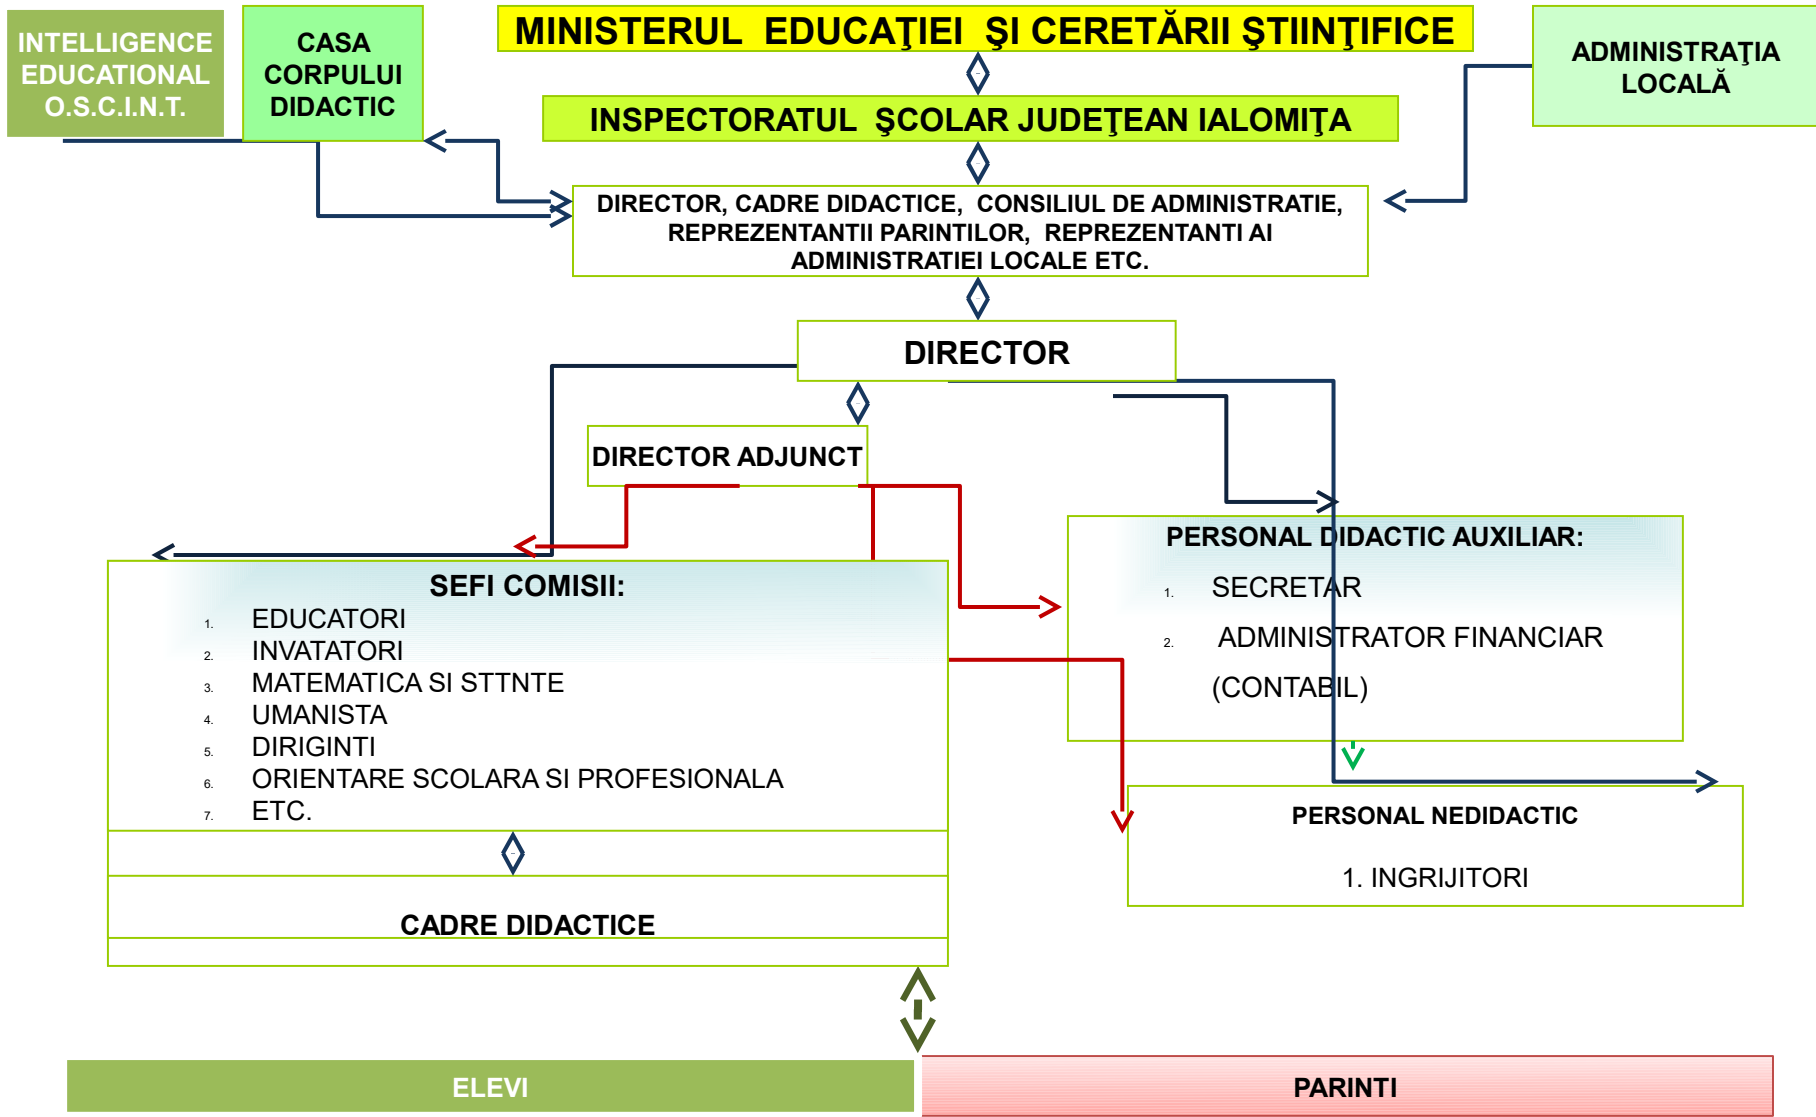 INTELLIGENCE
EDUCATIONAL
O.S.C.I.N.T.
CASA
CORPULUI
DIDACTIC
MINISTERUL EDUCAŢIEI ŞI CERETĂRII ŞTIINŢIFICE
ADMINISTRAŢIA
LOCALĂ
INSPECTORATUL ŞCOLAR JUDEŢEAN IALOMIŢA
DIRECTOR, CADRE DIDACTICE, CONSILIUL DE ADMINISTRATIE,
REPREZENTANTII PARINTILOR, REPREZENTANTI AI
ADMINISTRATIEI LOCALE ETC.
DIRECTOR
DIRECTOR ADJUNCT
SEFI COMISII:
1. EDUCATORI
2. INVATATORI
3. MATEMATICA SI STTNTE
4. UMANISTA
5. DIRIGINTI
6. ORIENTARE SCOLARA SI PROFESIONALA
7. ETC.
CADRE DIDACTICE
PERSONAL DIDACTIC AUXILIAR:
1. SECRETAR
2. ADMINISTRATOR FINANCIAR
(CONTABIL)
PERSONAL NEDIDACTIC
1. INGRIJITORI
ELEVI
PARINTI